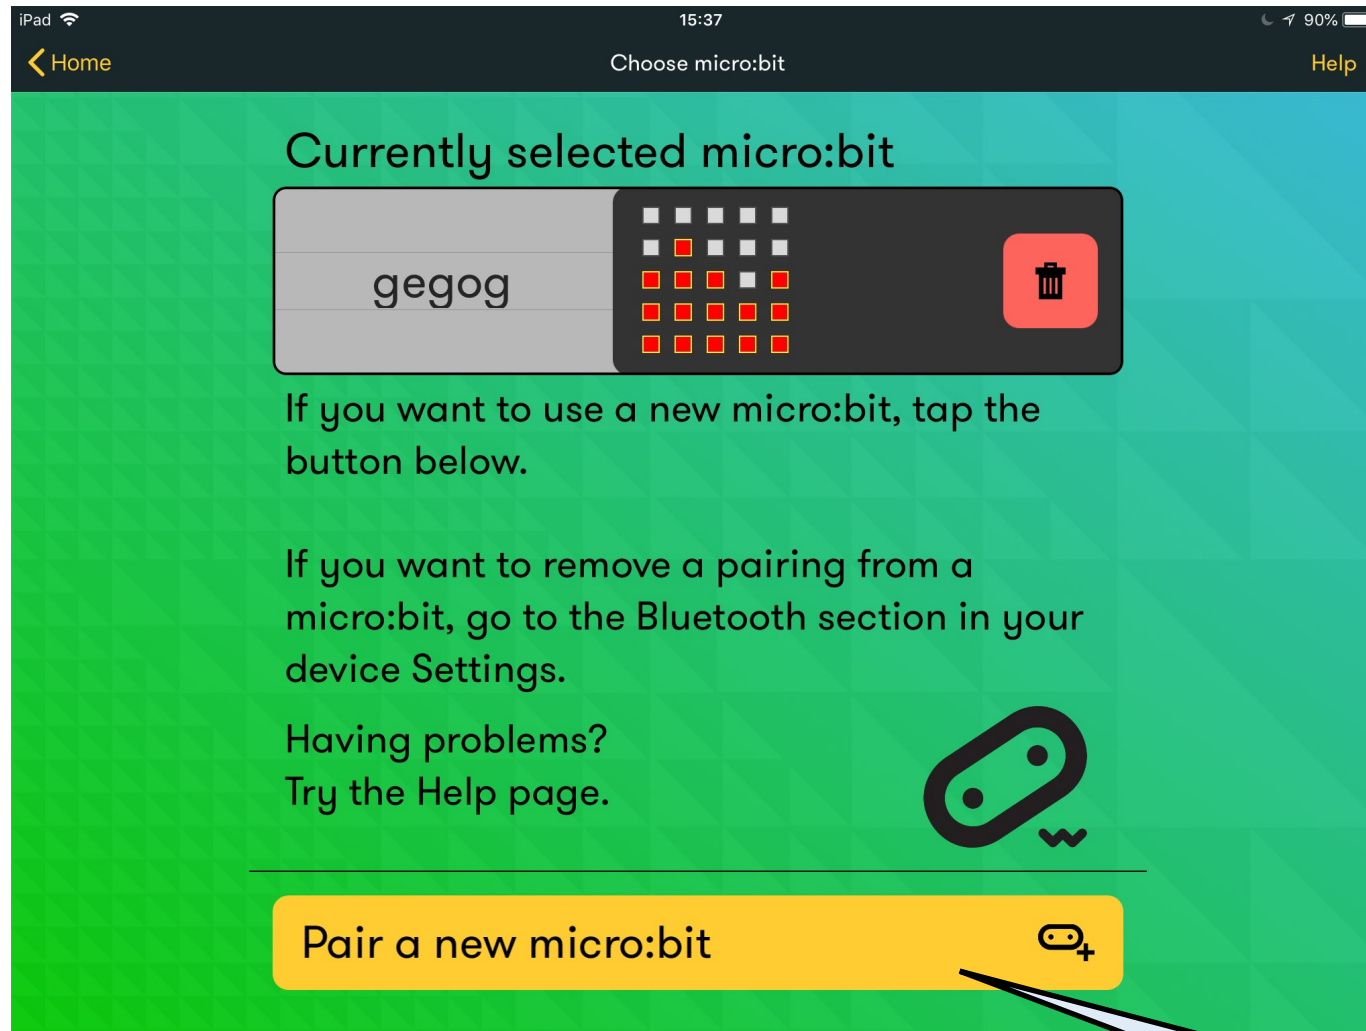 iPad 15:37 90%
Home Choose micro:bit Help
Currently selected micro:bit
gegog
If you want to use a new micro:bit, tap the
button below.
If you want to remove a pairing from a
micro:bit, go to the Bluetooth section in your
device Settings.
Having problems?
Try the Help page.
Pair a new micro:bit